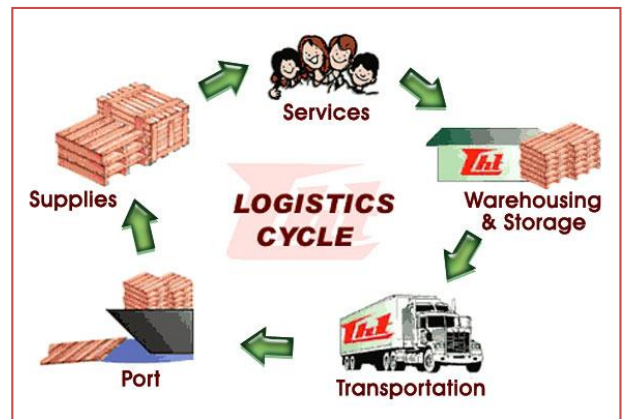 Services
Supplies
LOGISTICS
CYCLE
Warehousing
& Storage
Port
Transportation